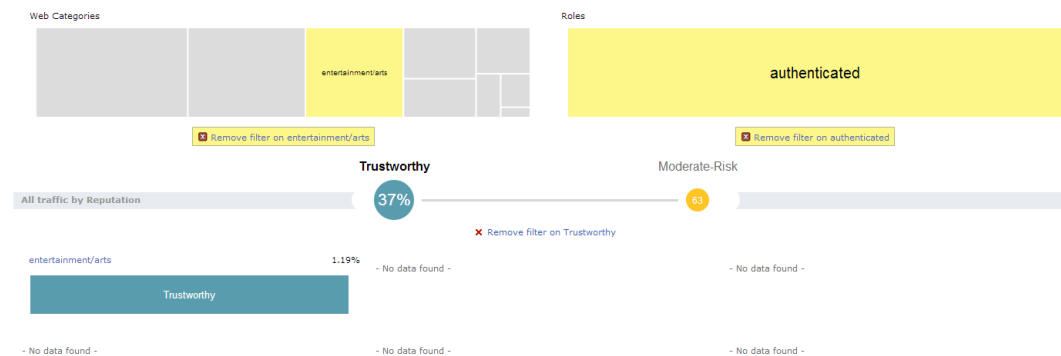 Web Categories
Roles
entertainment/arts
authenticated
Remove filter on entertainment/arts
Remove filter on authenticated
Trustworthy
Moderate-Risk
All traffic by Reputation
37%
63
Remove filter on Trustworthy
entertainment/arts
1.19%
- No data found -
- No data found -
Trustworthy
- No data found -
- No data found -
- No data found -